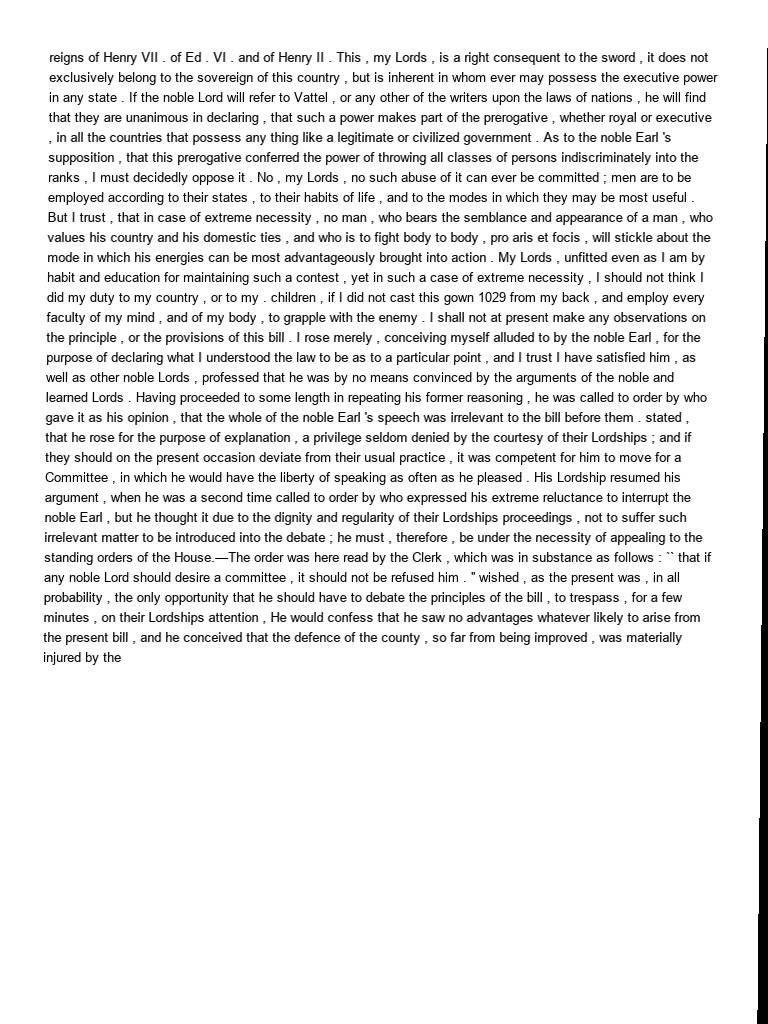 reigns of Henry VII . of Ed . VI . and of Henry II . This , my Lords , is a right consequent to the sword , it does not
exclusively belong to the sovereign of this country , but is inherent in whom ever may possess the executive power
in any state . If the noble Lord will refer to Vattel , or any other of the writers upon the laws of nations , he will find
that they are unanimous in declaring , that such a power makes part of the prerogative , whether royal or executive
, in all the countries that possess any thing like a legitimate or civilized government . As to the noble Earl 's
supposition , that this prerogative conferred the power of throwing all classes of persons indiscriminately into the
ranks , I must decidedly oppose it . No , my Lords , no such abuse of it can ever be committed ; men are to be
employed according to their states , to their habits of life , and to the modes in which they may be most useful .
But I trust , that in case of extreme necessity , no man , who bears the semblance and appearance of a man , who
values his country and his domestic ties , and who is to fight body to body , pro aris et focis , will stickle about the
mode in which his energies can be most advantageously brought into action . My Lords , unfitted even as I am by
habit and education for maintaining such a contest , yet in such a case of extreme necessity , I should not think I
did my duty to my country , or to my . children , if I did not cast this gown 1029 from my back , and employ every
faculty of my mind , and of my body , to grapple with the enemy . I shall not at present make any observations on
the principle , or the provisions of this bill . I rose merely , conceiving myself alluded to by the noble Earl , for the
purpose of declaring what I understood the law to be as to a particular point , and I trust I have satisfied him , as
well as other noble Lords , professed that he was by no means convinced by the arguments of the noble and
learned Lords . Having proceeded to some length in repeating his former reasoning , he was called to order by who
gave it as his opinion , that the whole of the noble Earl 's speech was irrelevant to the bill before them . stated ,
that he rose for the purpose of explanation , a privilege seldom denied by the courtesy of their Lordships ; and if
they should on the present occasion deviate from their usual practice , it was competent for him to move for a
Committee , in which he would have the liberty of speaking as often as he pleased . His Lordship resumed his
argument , when he was a second time called to order by who expressed his extreme reluctance to interrupt the
noble Earl , but he thought it due to the dignity and regularity of their Lordships proceedings , not to suffer such
irrelevant matter to be introduced into the debate ; he must , therefore , be under the necessity of appealing to the
standing orders of the House.—The order was here read by the Clerk , which was in substance as follows : `` that if
any noble Lord should desire a committee , it should not be refused him . " wished , as the present was , in all
probability , the only opportunity that he should have to debate the principles of the bill , to trespass , for a few
minutes , on their Lordships attention , He would confess that he saw no advantages whatever likely to arise from
the present bill , and he conceived that the defence of the county , so far from being improved , was materially
injured by the